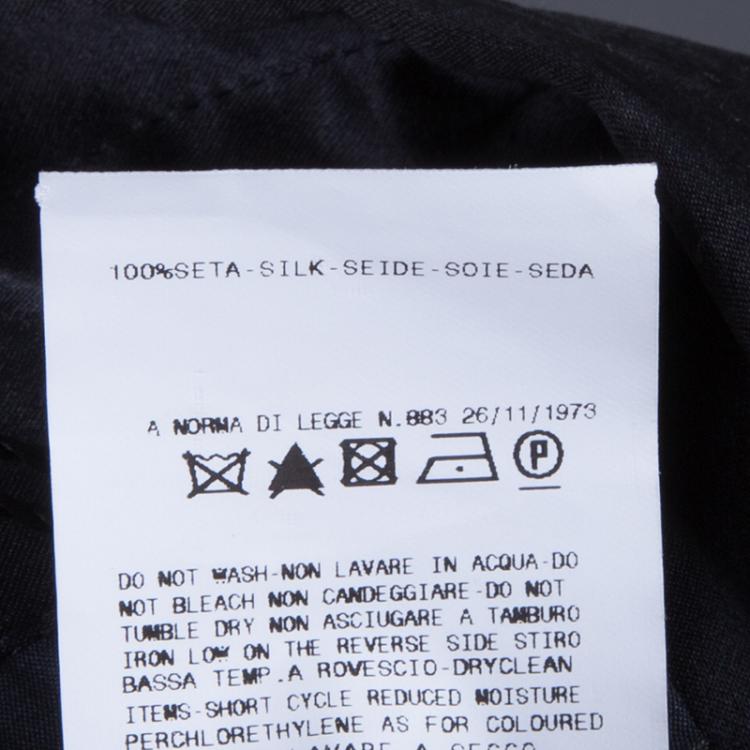 100%SETA-SILK-SEIDE-SOIE-SEDA
A NORMA DI LEGGE N.883 26/11/1973
P
DO NOT WASH-NON LAVARE IN ACQUA-DO
NOT BLEACH NON CANDEGGIARE-DO NOT
TUMBLE DRY NON ASCIUGARE A TAMBURO
IRON LOW ON THE REVERSE SIDE STIRO
BASSA TEMP.A ROVESCIO-DRYCLEAN
ITEMS-SHORT CYCLE REDUCED MOISTURE
PERCHLORETHYLENE AS FOR COLOURED
LAVARE A SECCO